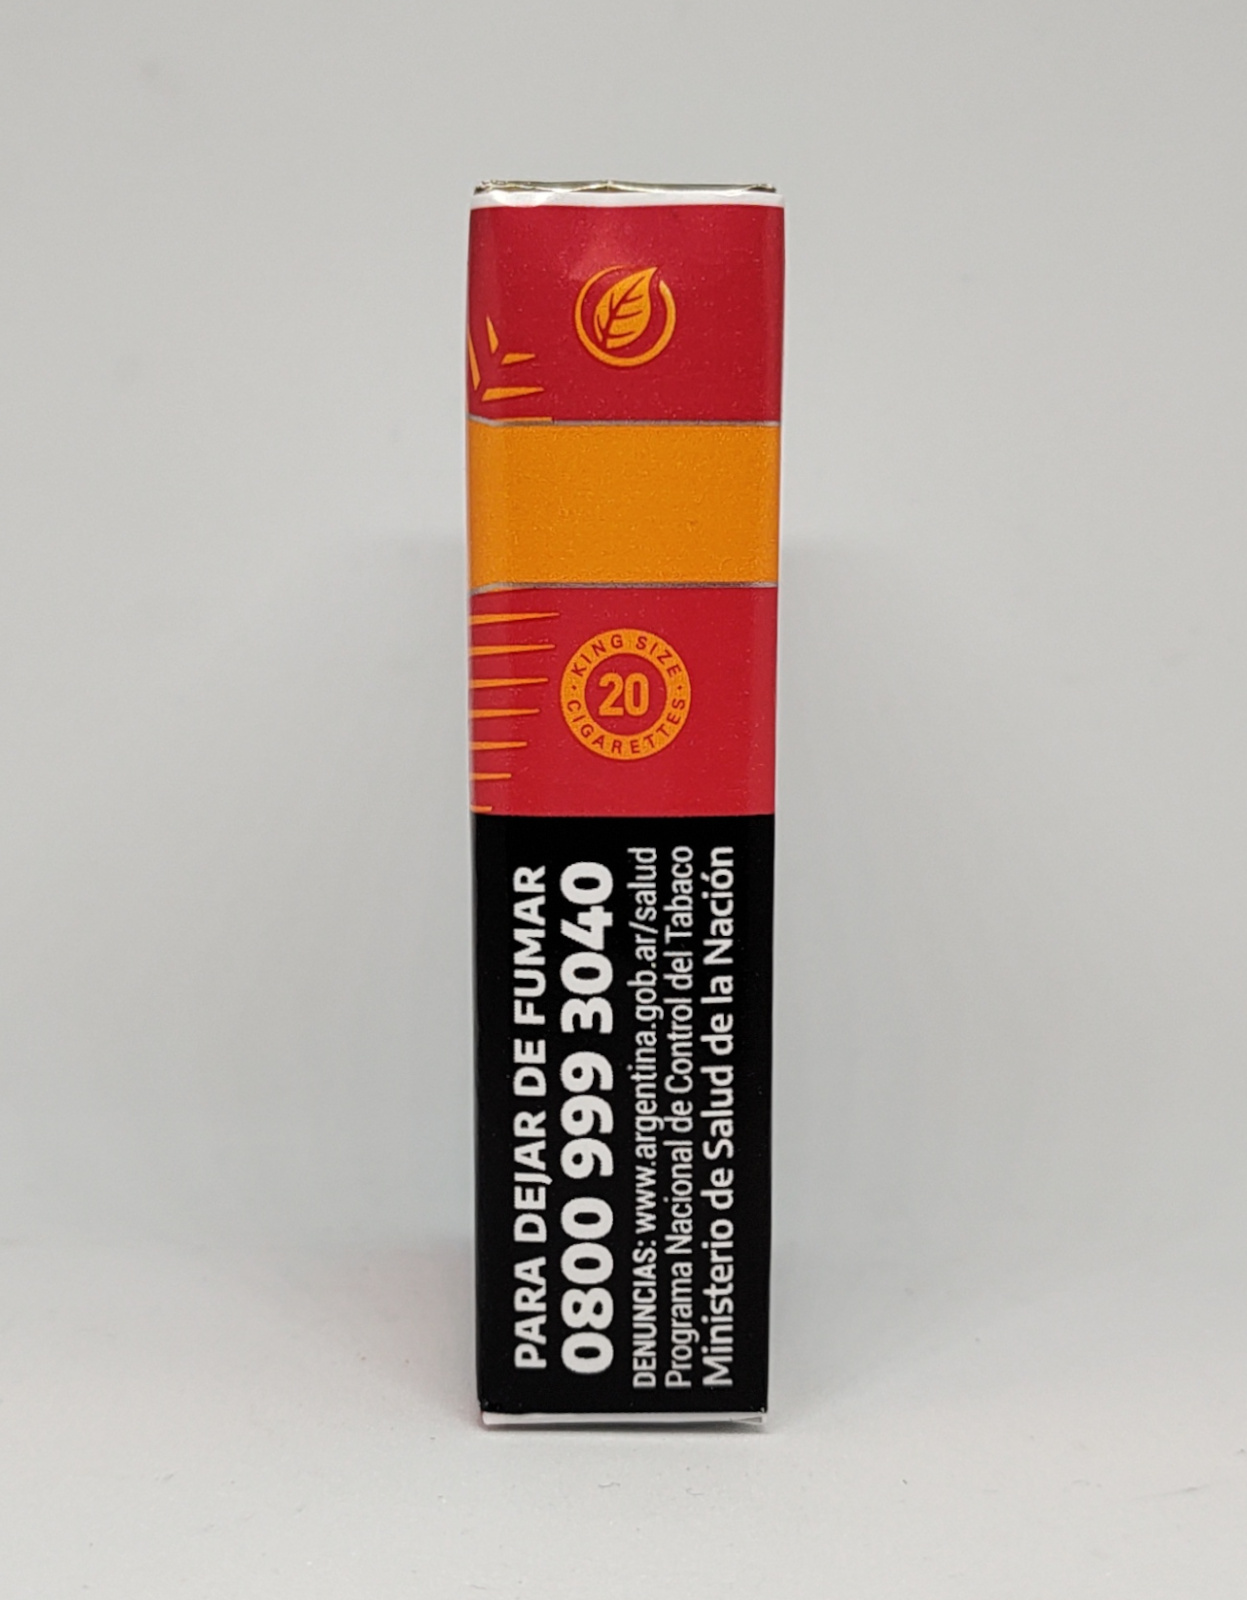 KING SIZE
20
CIGARETTES
PARA DEJAR DE FUMAR
0800 999 3040
DENUNCIAS: www.argentina.gob.ar/salud
Programa Nacional de Control del Tabaco
Ministerio de Salud de la Nación